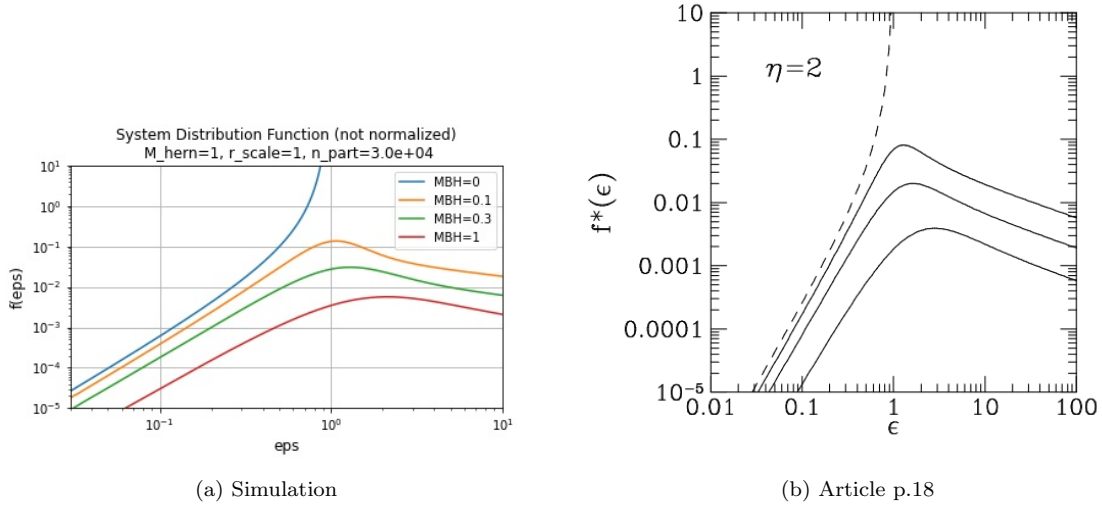 System Distribution Function (not normalized)
M_hern=1, r_scale=1, n_part=3.0e+04
10¹
10⁰
10⁻¹
10⁻²
10⁻³
10⁻⁴
10⁻⁵
f(eps)
MBH=0
MBH=0.1
MBH=0.3
MBH=1
10⁻¹
10⁰
10¹
eps
(a) Simulation
10
1
0.1
0.01
0.001
0.0001
10⁻⁵
f*(ϵ)
η=2
0.01
0.1
1
10
100
ϵ
(b) Article p.18